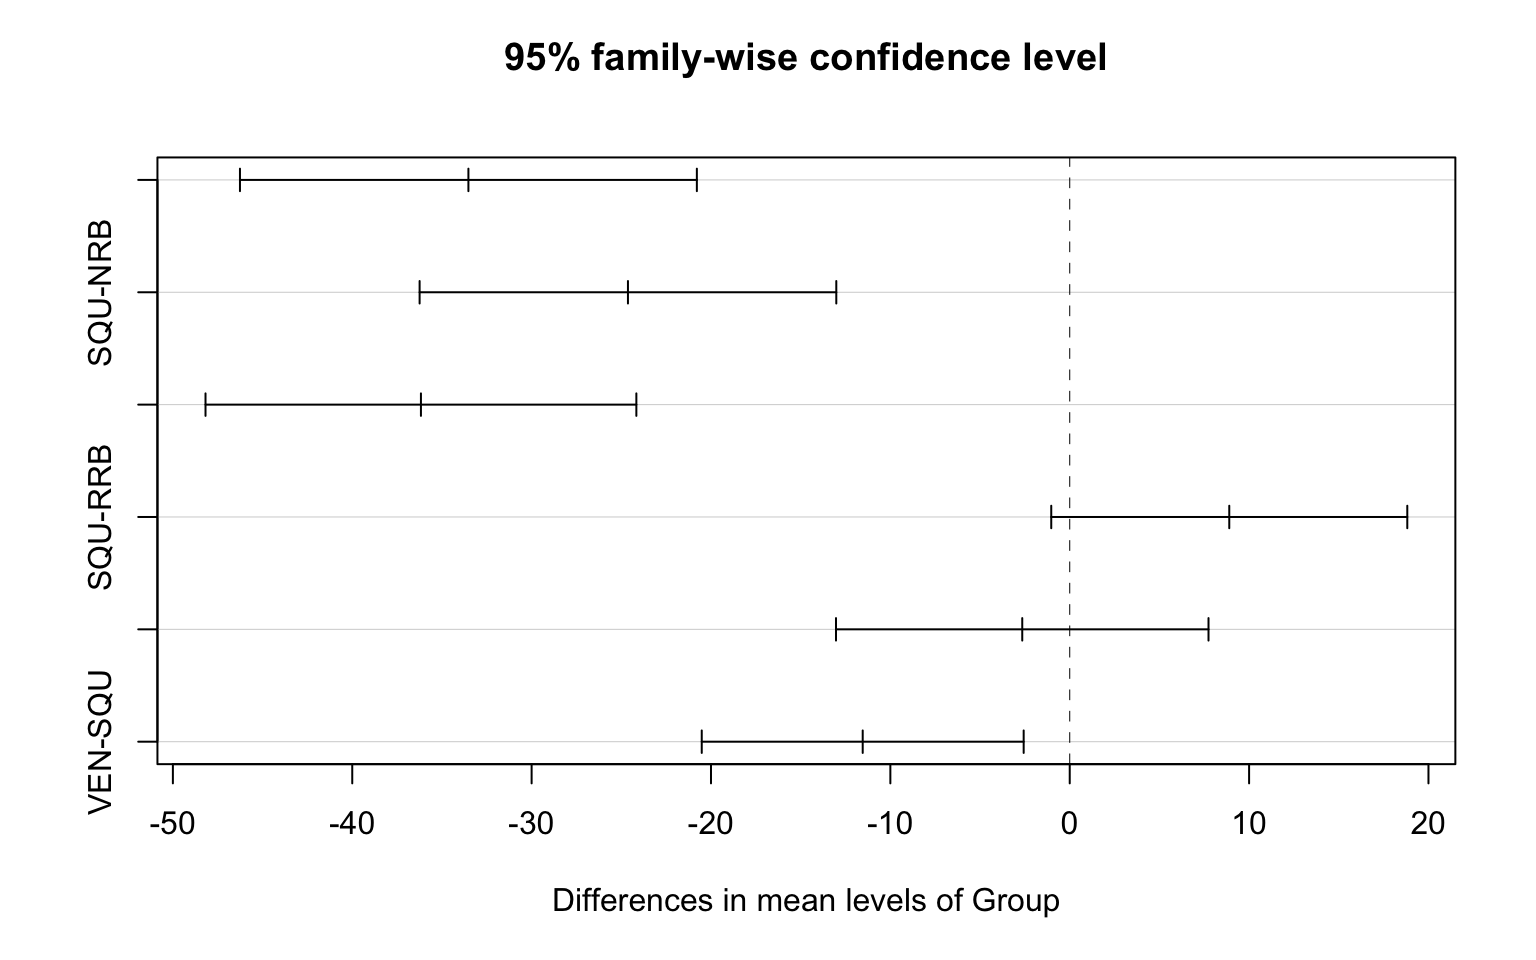 95% family-wise confidence level
SQU-NRB
SQU-RRB
VEN-SQU
-50 -40 -30 -20 -10 0 10 20
Differences in mean levels of Group